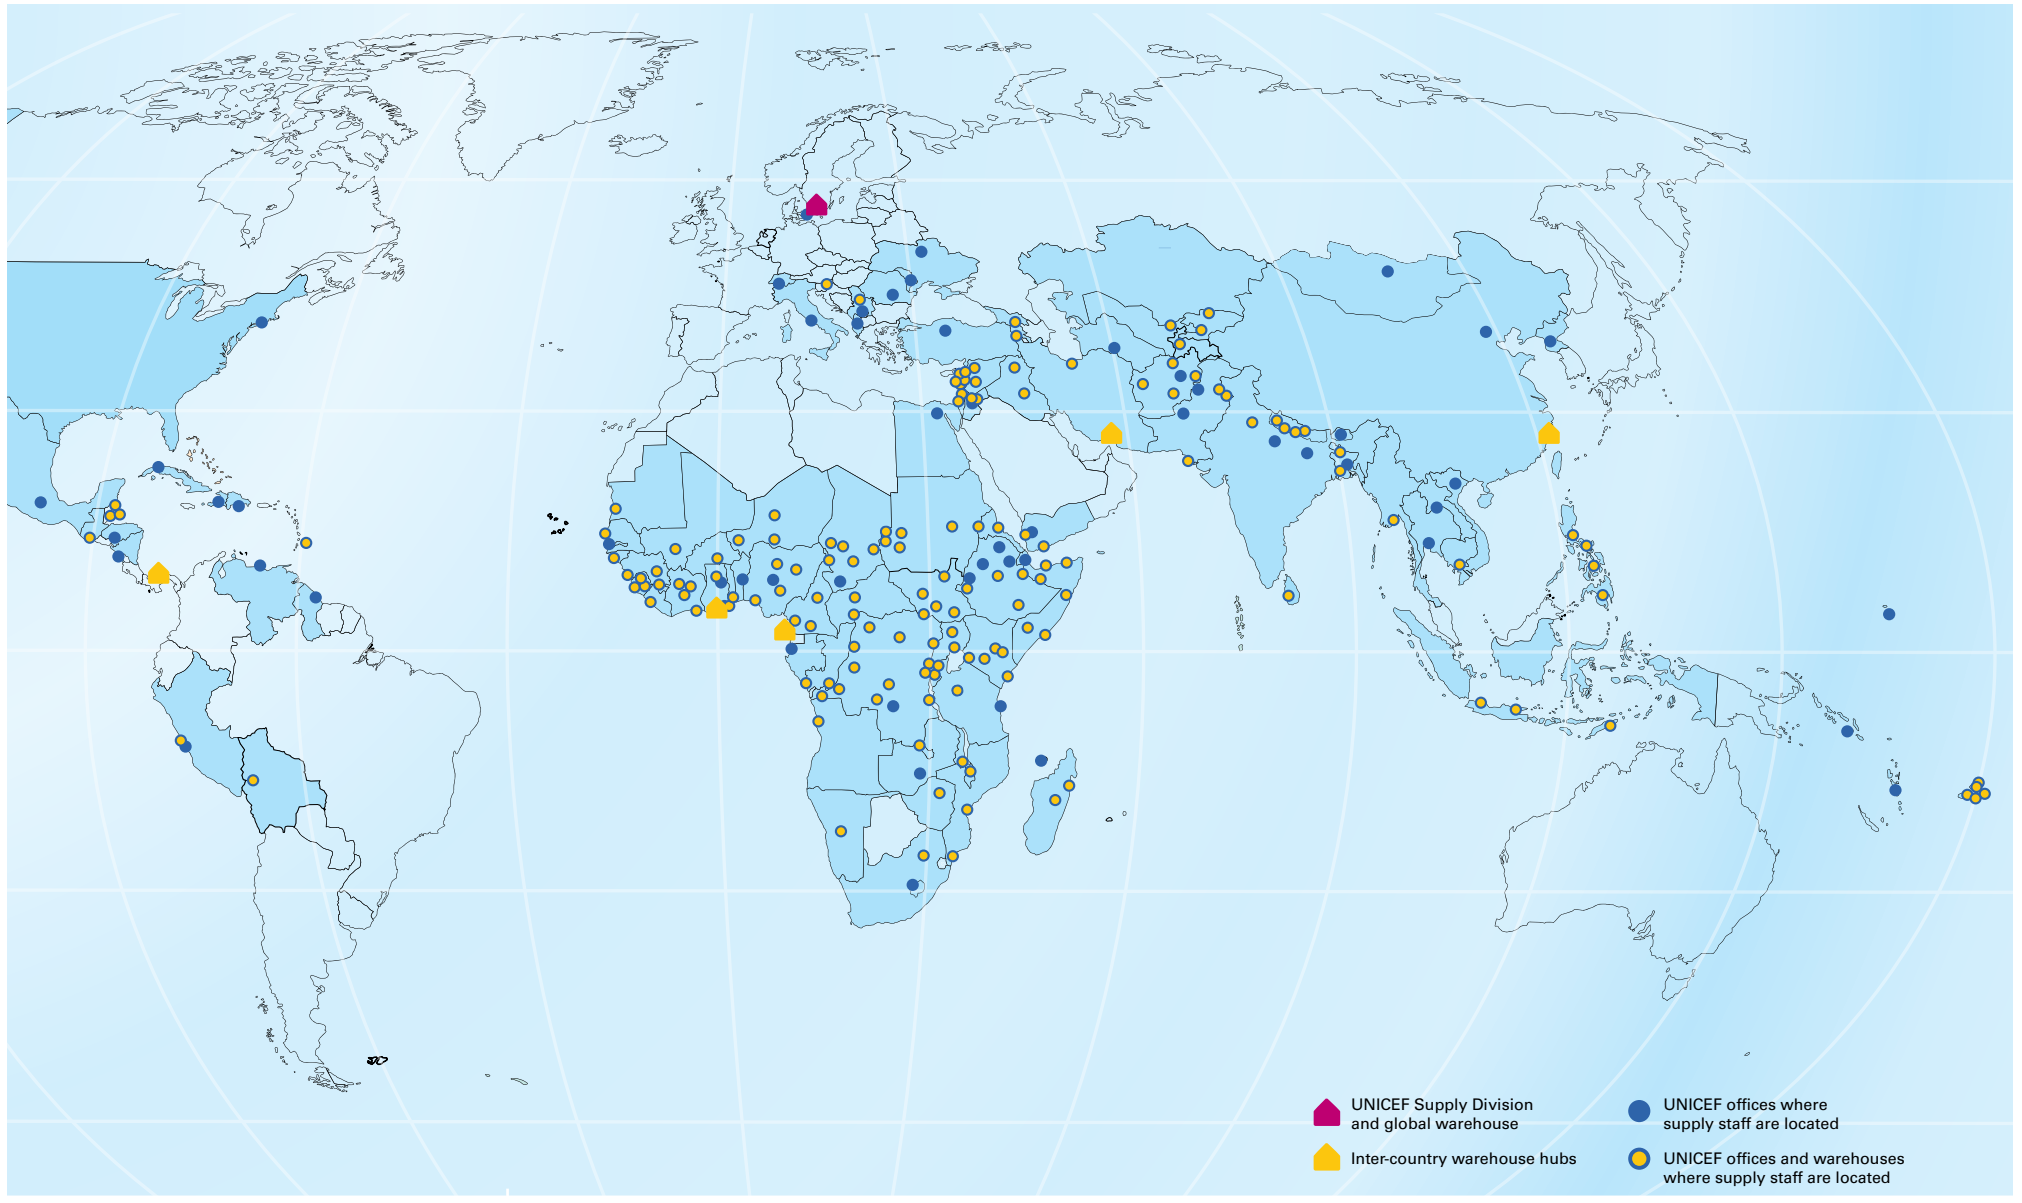 UNICEF Supply Division
and global warehouse
Inter-country warehouse hubs
UNICEF offices where
supply staff are located
UNICEF offices and warehouses
where supply staff are located